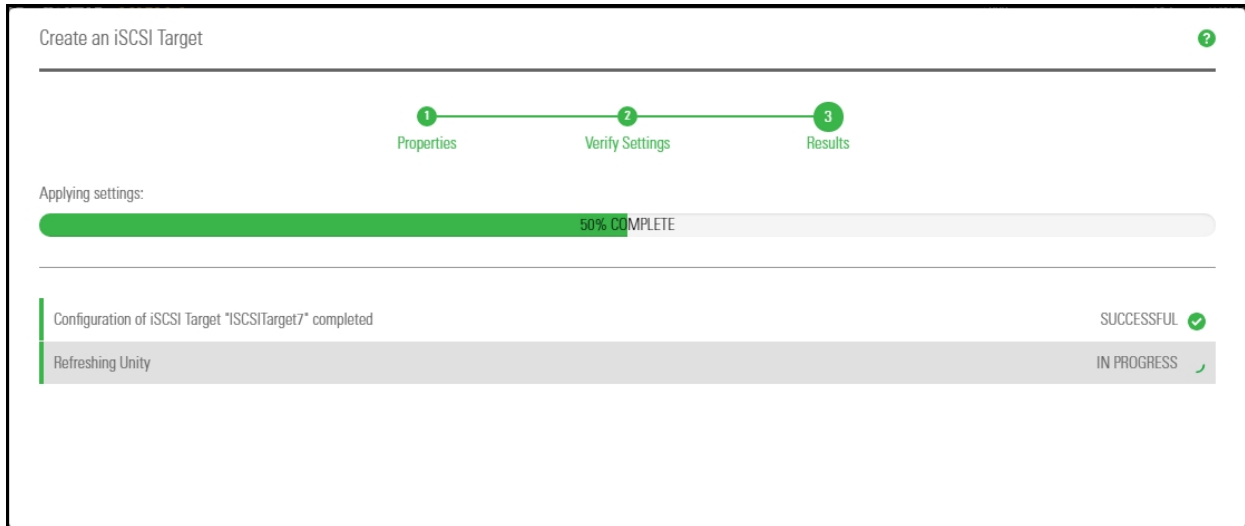 Create an iSCSI Target
?
1
2
3
Properties
Verify Settings
Results
Applying settings:
50% COMPLETE
Configuration of iSCSI Target "ISCSITarget7" completed SUCCESSFUL
Refreshing Unity IN PROGRESS